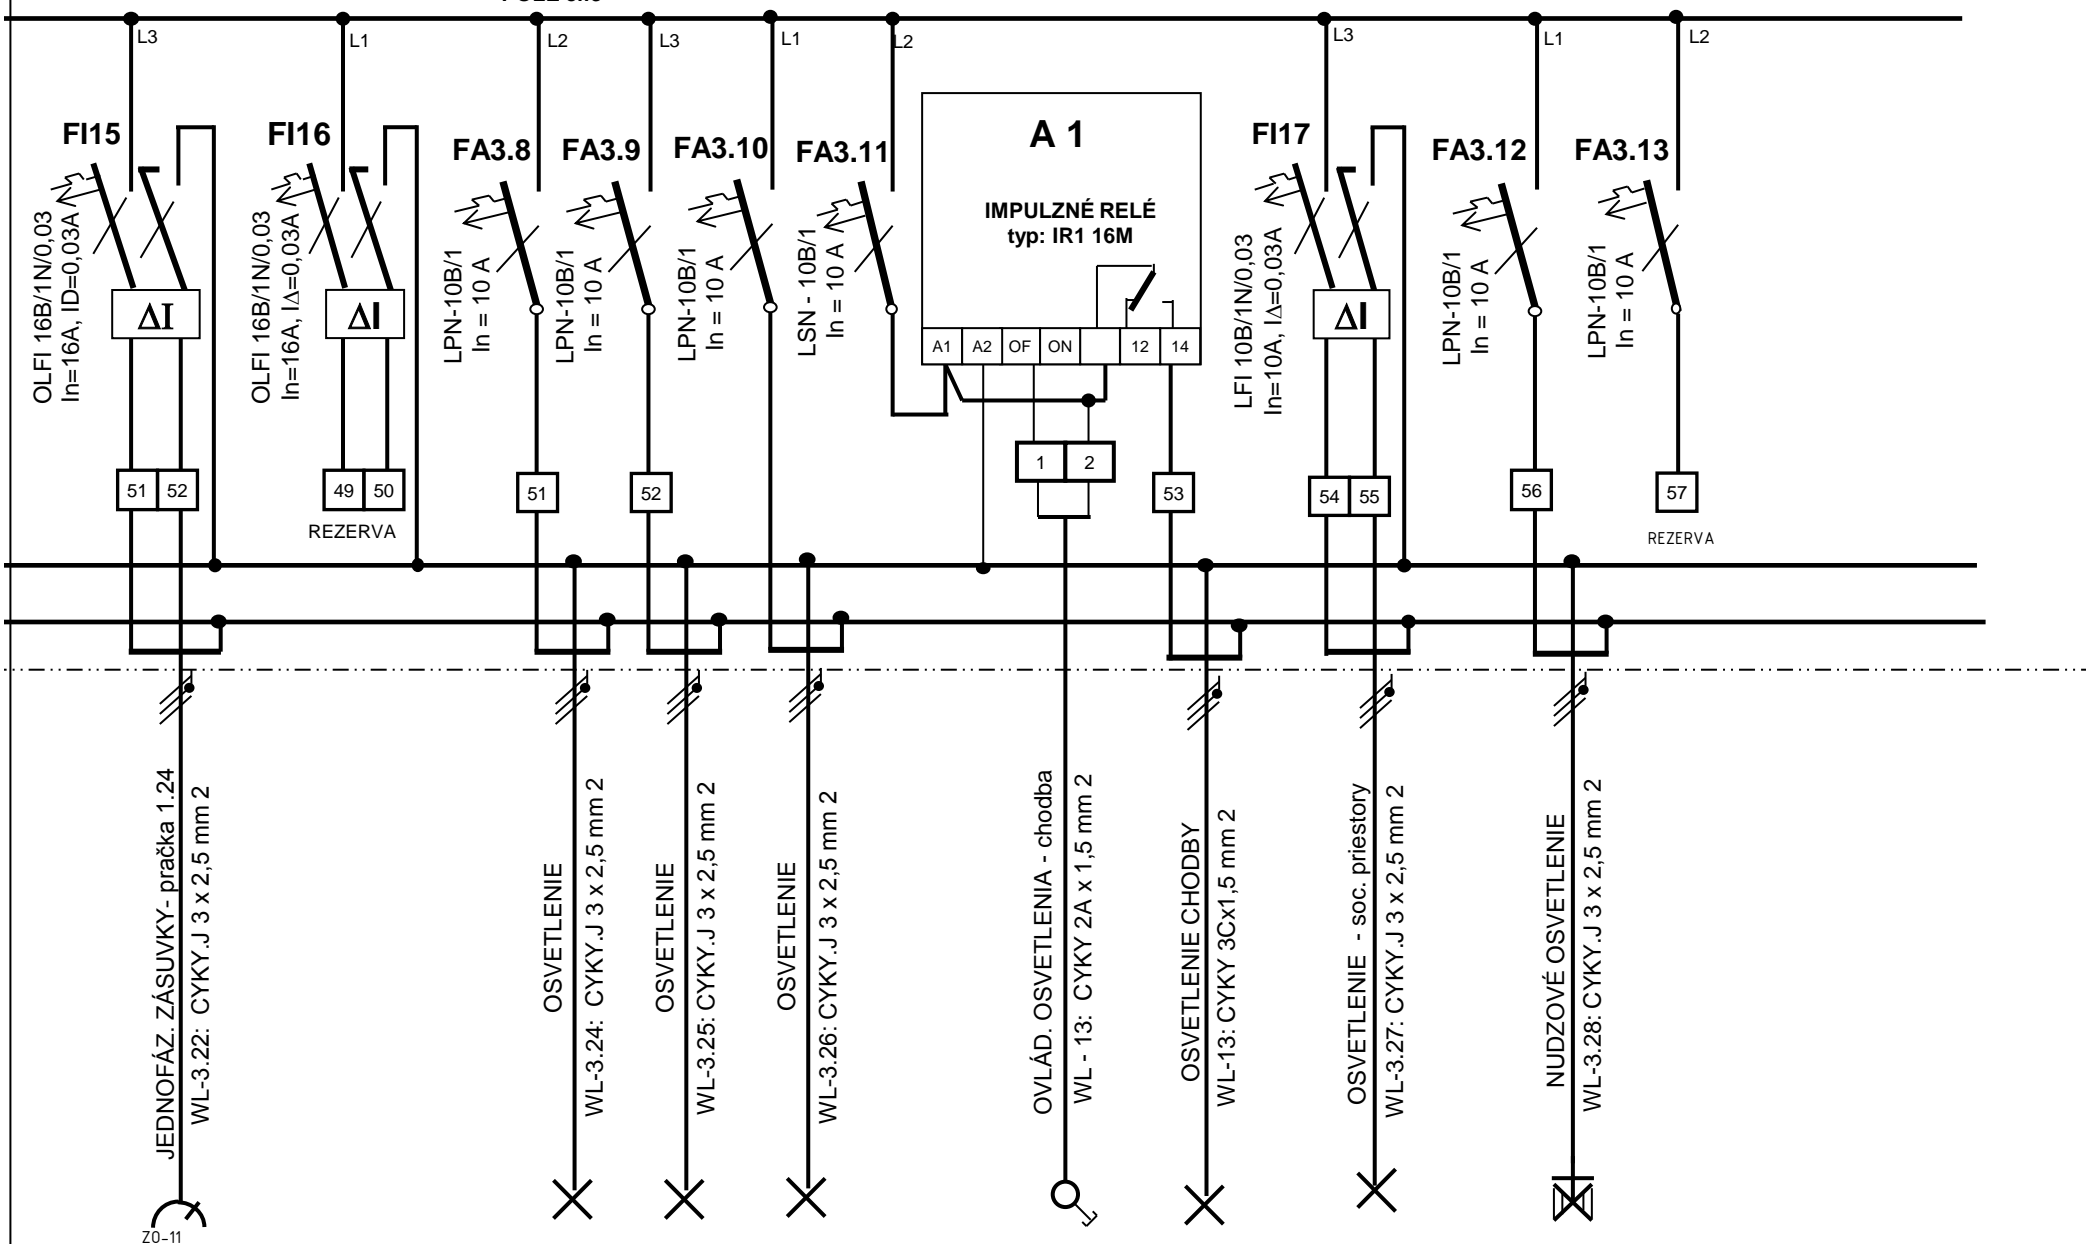 L3
L1
L2
L3
L1
L2
L3
L1
L2
FI15
FI16
FA3.8
FA3.9
FA3.10
FA3.11
A 1
FI17
FA3.12
FA3.13
IMPULZNÉ RELÉ
typ: IR1 16M
OLFI 16B/1N/0,03
In=16A, ID=0,03A
OLFI 16B/1N/0,03
In=16A, I∆=0,03A
LPN-10B/1
In = 10 A
LPN-10B/1
In = 10 A
LPN-10B/1
In = 10 A
LSN - 10B/1
In = 10 A
LFI 10B/1N/0,03
In=10A, I∆=0,03A
LPN-10B/1
In = 10 A
LPN-10B/1
In = 10 A
ΔI
ΔI
ΔI
A1
A2
OF
ON
12
14
1
2
51
52
49
50
51
52
53
54
55
56
57
REZERVA
REZERVA
JEDNOFÁZ. ZÁSUVKY- pračka 1.24
WL-3.22: CYKY.J 3 x 2,5 mm 2
OSVETLENIE
WL-3.24: CYKY.J 3 x 2,5 mm 2
OSVETLENIE
WL-3.25: CYKY.J 3 x 2,5 mm 2
OSVETLENIE
WL-3.26: CYKY.J 3 x 2,5 mm 2
OVLÁD. OSVETLENIA - chodba
WL - 13: CYKY 2A x 1,5 mm 2
OSVETLENIE CHODBY
WL-13: CYKY 3Cx1,5 mm 2
OSVETLENIE - soc. priestory
WL-3.27: CYKY.J 3 x 2,5 mm 2
NUDZOVÉ OSVETLENIE
WL-3.28: CYKY.J 3 x 2,5 mm 2
ZO-11